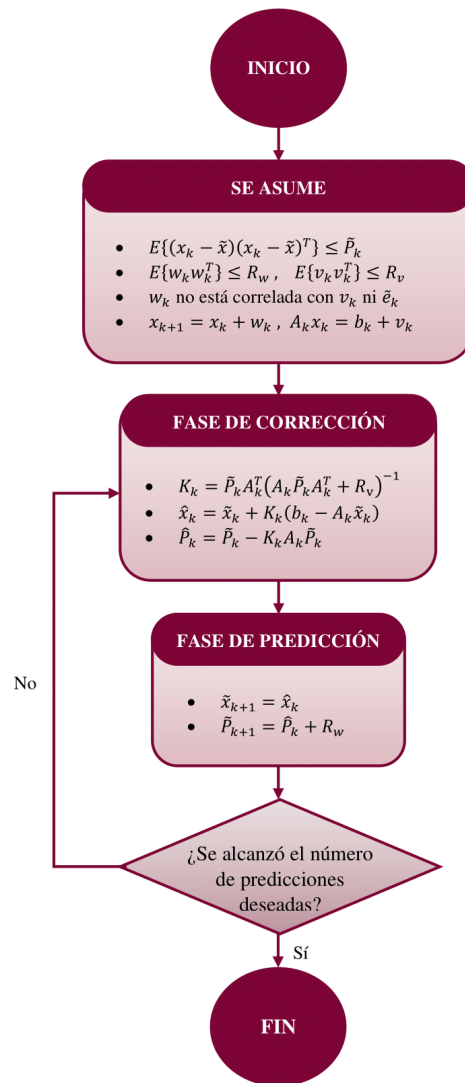 INICIO
SE ASUME
• E{(x_k − x̃)(x_k − x̃)^T} ≤ P̃_k
• E{w_k w_k^T} ≤ R_w , E{v_k v_k^T} ≤ R_v
• w_k no está correlada con v_k ni ẽ_k
• x_{k+1} = x_k + w_k , A_k x_k = b_k + v_k
FASE DE CORRECCIÓN
• K_k = P̃_k A_k^T (A_k P̃_k A_k^T + R_v)^{−1}
• x̂_k = x̃_k + K_k(b_k − A_k x̃_k)
• P̂_k = P̃_k − K_k A_k P̃_k
FASE DE PREDICCIÓN
• x̃_{k+1} = x̂_k
• P̃_{k+1} = P̂_k + R_w
No
¿Se alcanzó el número
de predicciones
deseadas?
Sí
FIN